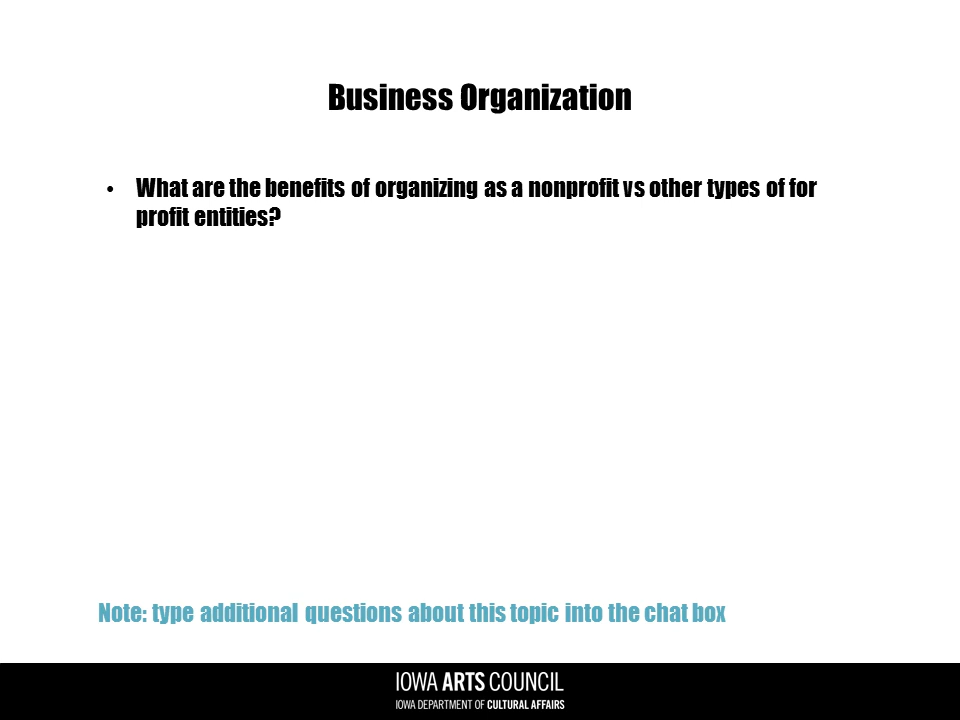 Business Organization
• What are the benefits of organizing as a nonprofit vs other types of for
profit entities?
Note: type additional questions about this topic into the chat box
IOWA ARTS COUNCIL
IOWA DEPARTMENT OF CULTURAL AFFAIRS